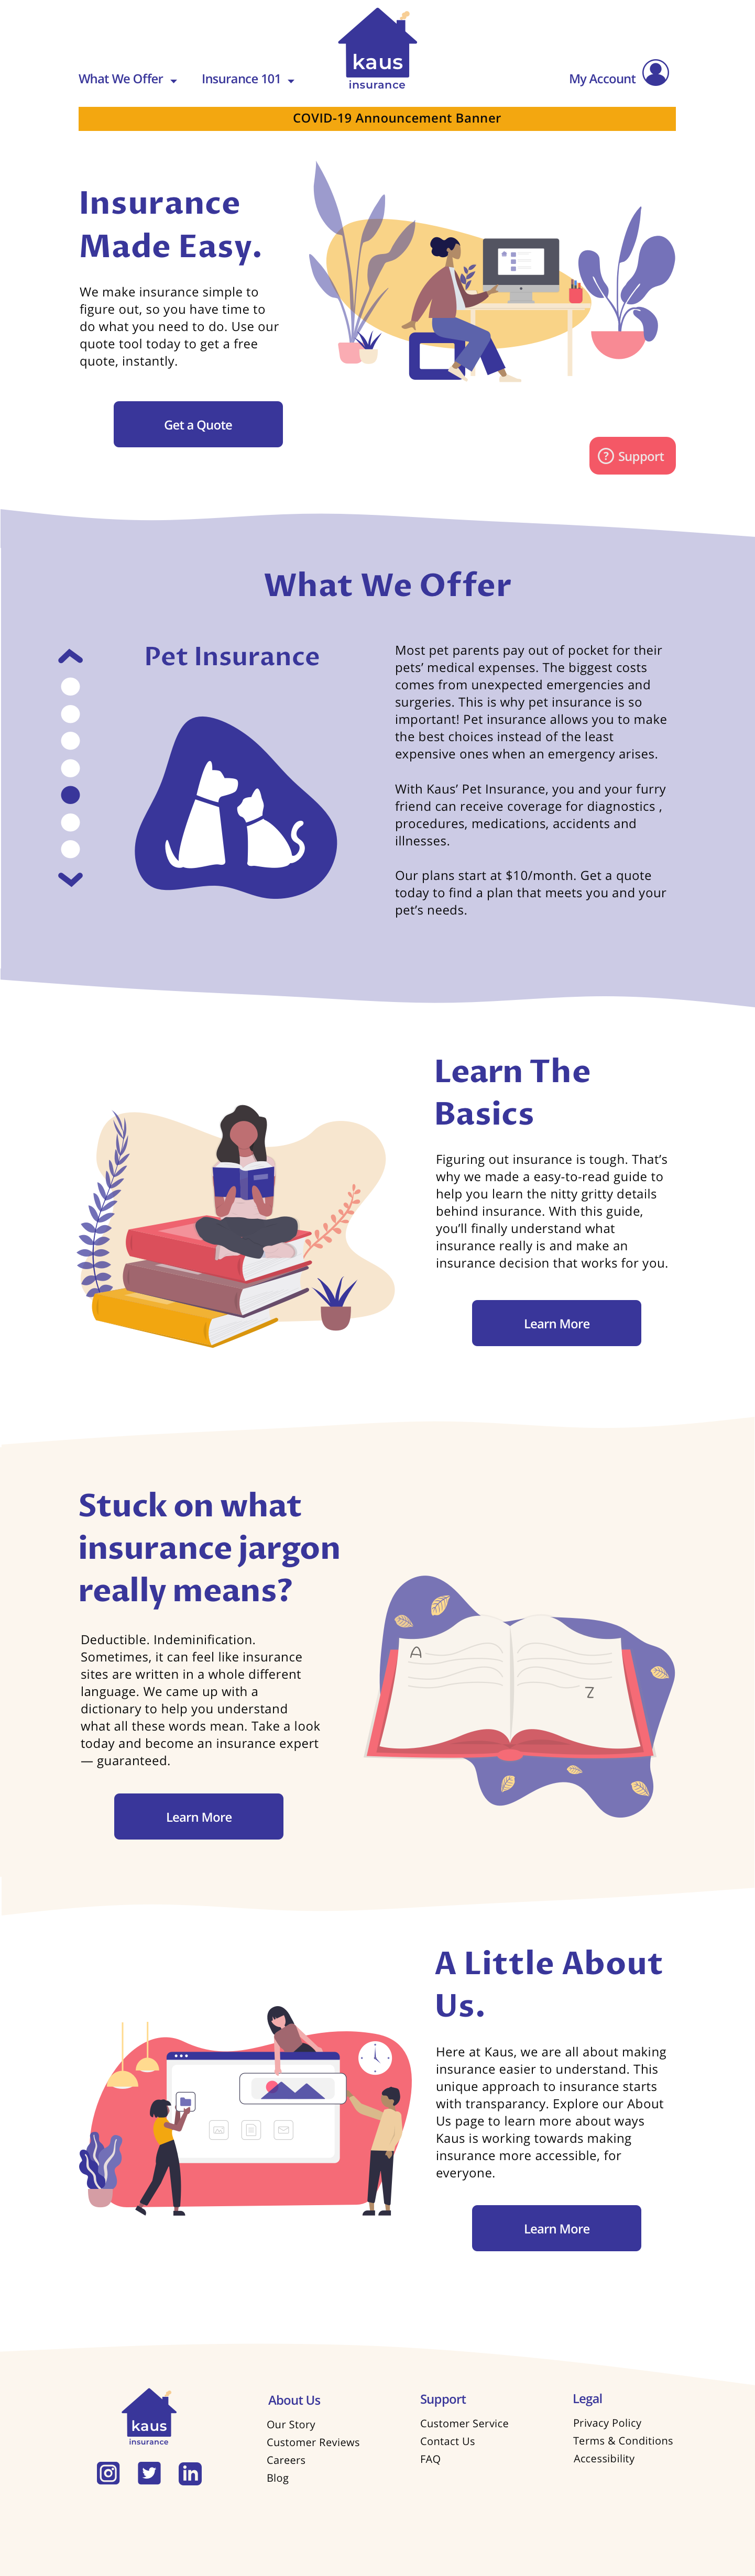 kaus
insurance
What We Offer
Insurance 101
My Account
COVID-19 Announcement Banner
Insurance
Made Easy.
We make insurance simple to
figure out, so you have time to
do what you need to do. Use our
quote tool today to get a free
quote, instantly.
Get a Quote
? Support
What We Offer
Pet Insurance
Most pet parents pay out of pocket for their
pets’ medical expenses. The biggest costs
comes from unexpected emergencies and
surgeries. This is why pet insurance is so
important! Pet insurance allows you to make
the best choices instead of the least
expensive ones when an emergency arises.
With Kaus’ Pet Insurance, you and your furry
friend can receive coverage for diagnostics ,
procedures, medications, accidents and
illnesses.
Our plans start at $10/month. Get a quote
today to find a plan that meets you and your
pet’s needs.
Learn The
Basics
Figuring out insurance is tough. That’s
why we made a easy-to-read guide to
help you learn the nitty gritty details
behind insurance. With this guide,
you’ll finally understand what
insurance really is and make an
insurance decision that works for you.
Learn More
Stuck on what
insurance jargon
really means?
Deductible. Indeminification.
Sometimes, it can feel like insurance
sites are written in a whole different
language. We came up with a
dictionary to help you understand
what all these words mean. Take a look
today and become an insurance expert
— guaranteed.
Learn More
A
Z
A Little About
Us.
Here at Kaus, we are all about making
insurance easier to understand. This
unique approach to insurance starts
with transparancy. Explore our About
Us page to learn more about ways
Kaus is working towards making
insurance more accessible, for
everyone.
Learn More
kaus
insurance
in
About Us
Our Story
Customer Reviews
Careers
Blog
Support
Customer Service
Contact Us
FAQ
Legal
Privacy Policy
Terms & Conditions
Accessibility